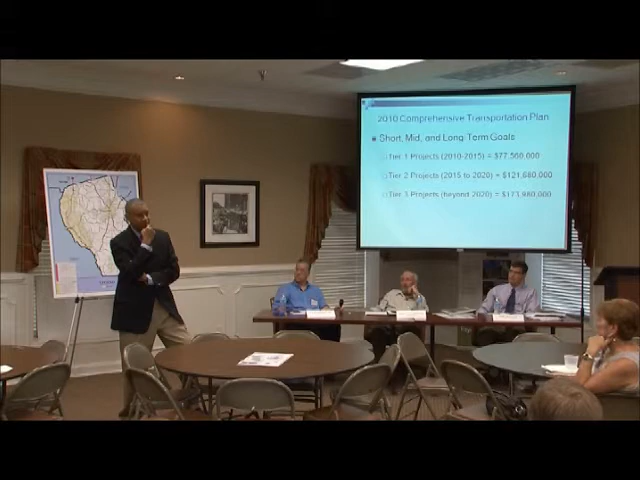 2010 Comprehensive Transportation Plan
Short, Mid, and Long-Term Goals
Tier 1 Projects (2010-2015) = $77,500,000
Tier 2 Projects (2015 to 2020) = $121,680,000
Tier 3 Projects (beyond 2020) = $173,980,000